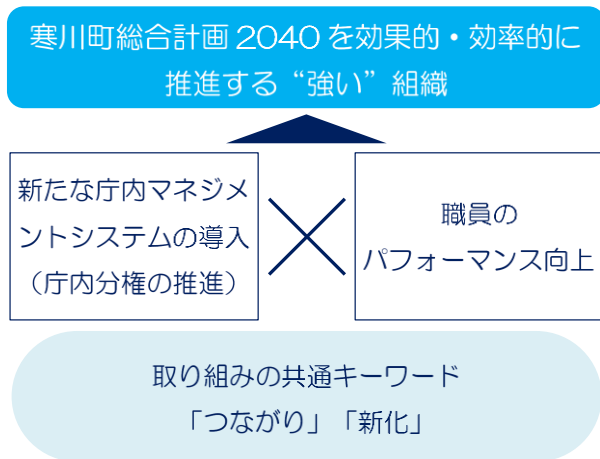 寒川町総合計画2040を効果的・効率的に
推進する“強い”組織
新たな庁内マネジメ
ントシステムの導入
（庁内分権の推進）
職員の
パフォーマンス向上
取り組みの共通キーワード
「つながり」「新化」